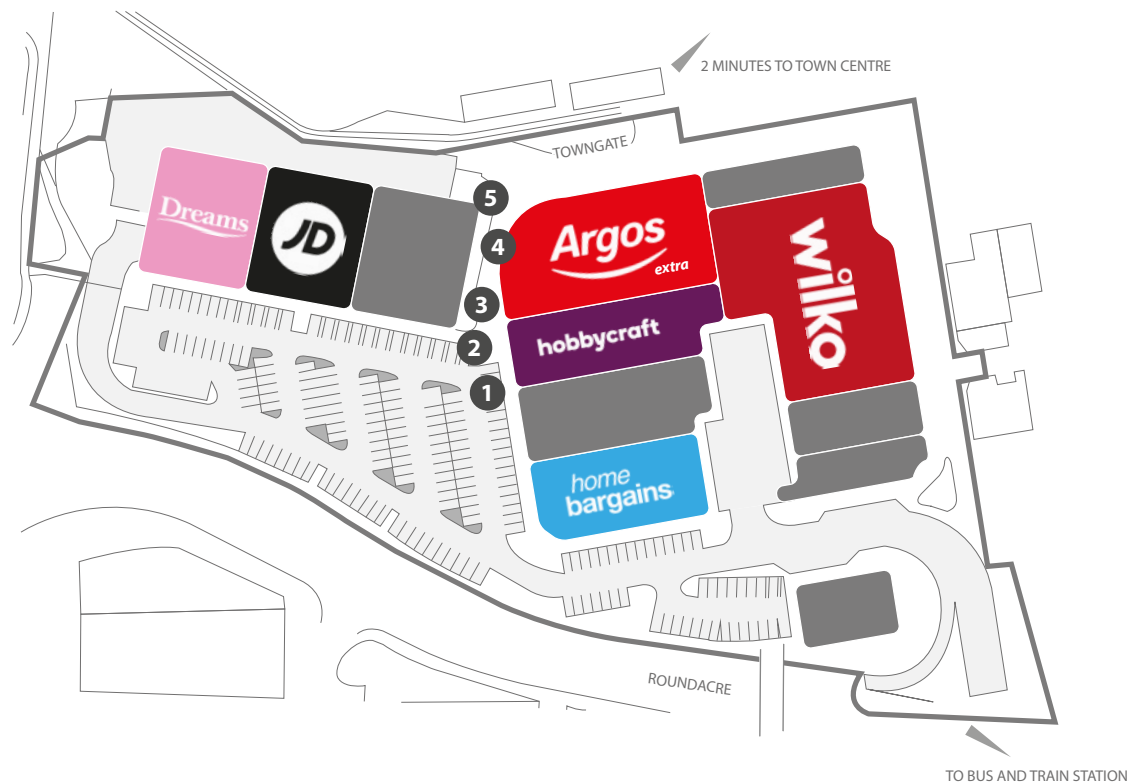 2 MINUTES TO TOWN CENTRE
TOWNGATE
Dreams
JD
5
4
3
2
1
Argos
extra
hobbycraft
wilko
home
bargains
ROUNDACRE
TO BUS AND TRAIN STATION